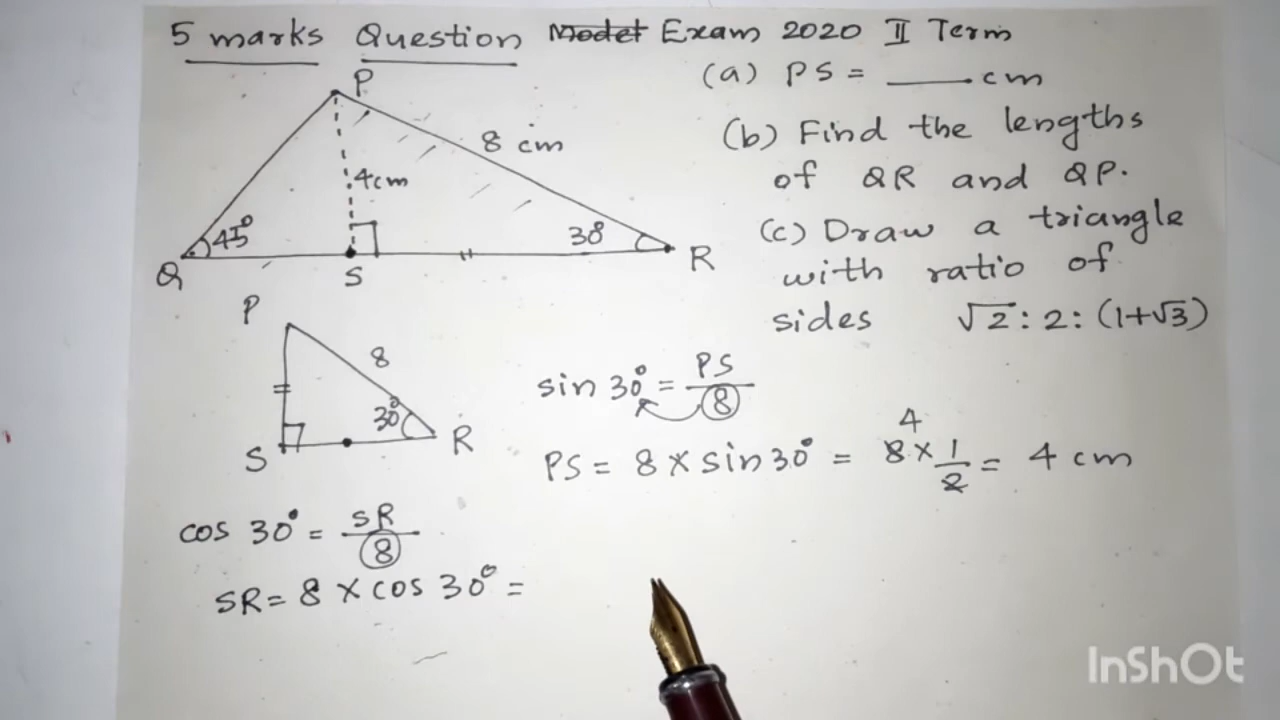 5 marks Question Model Exam 2020 II Term
(a) PS = ____ cm
P
8 cm
(b) Find the lengths
of QR and QP.
4cm
(c) Draw a triangle
with ratio of
sides √2 : 2 : (1+√3)
45°
30°
Q
S
R
P
8
30°
S
R
sin 30° = PS/8
PS = 8 × sin 30° = 8 × 1/2 = 4 cm
4
cos 30° = SR/8
SR = 8 × cos 30° =
InShOt